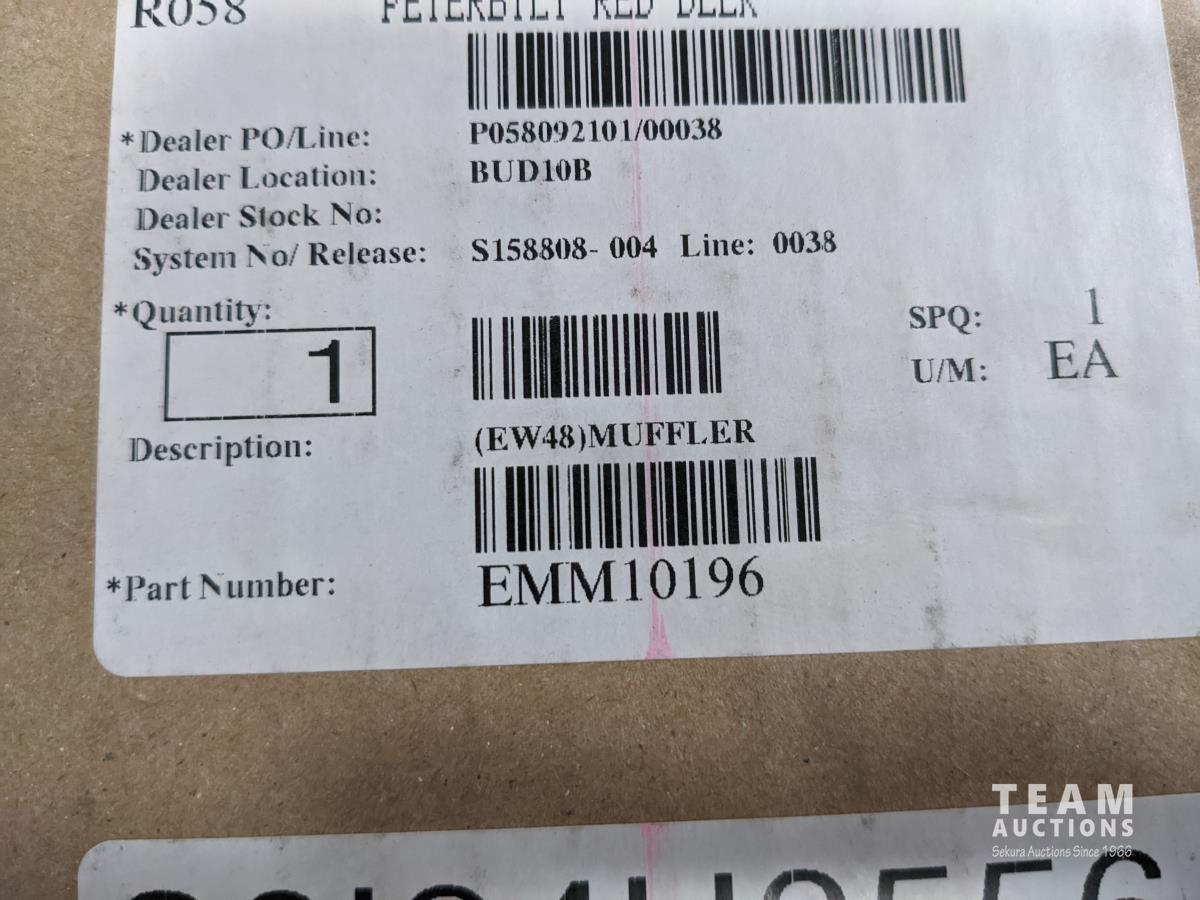 R058 PETERBILT RED DEER
*Dealer PO/Line: P058092101/00038
Dealer Location: BUD10B
Dealer Stock No:
System No/ Release: S158808- 004 Line: 0038
*Quantity: SPQ: 1
1 U/M: EA
Description: (EW48)MUFFLER
*Part Number: EMM10196
TEAM
AUCTIONS
Sekura Auctions Since 1966